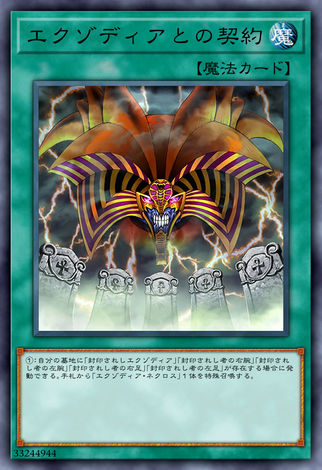 エクゾディアとの契約 魔
【魔法カード】
①：自分の墓地に「封印されしエクゾディア」「封印されし者の右腕」「封印されし者の左腕」「封印されし者の右足」「封印されし者の左足」が存在する場合に発動できる。手札から「エクゾディア・ネクロス」１体を特殊召喚する。
33244944